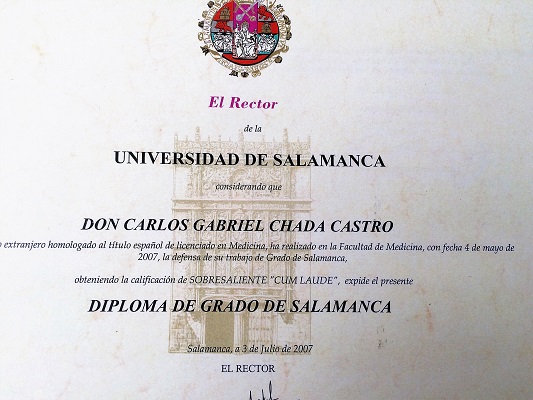 El Rector
de la
UNIVERSIDAD DE SALAMANCA
considerando que
DON CARLOS GABRIEL CHADA CASTRO
extranjero homologado al título español de licenciado en Medicina, ha realizado en la Facultad de Medicina, con fecha 4 de mayo de
2007, la defensa de su trabajo de Grado de Salamanca,
obteniendo la calificación de SOBRESALIENTE "CUM LAUDE", expide el presente
DIPLOMA DE GRADO DE SALAMANCA
Salamanca, a 3 de Julio de 2007
EL RECTOR